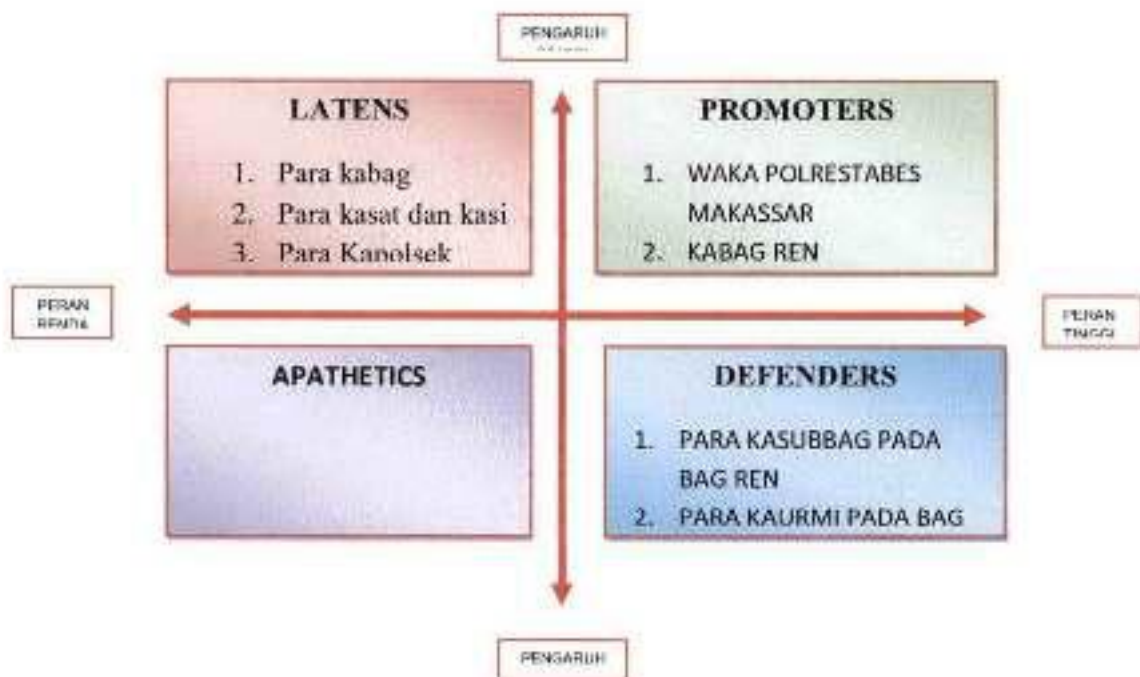 PENGARUH
LATENS
1. Para kabag
2. Para kasat dan kasi
3. Para Kapolsek
PROMOTERS
1. WAKA POLRESTABES
MAKASSAR
2. KABAG REN
PERAN
PERAN
TINGGI
APATHETICS
DEFENDERS
1. PARA KASUBBAG PADA
BAG REN
2. PARA KAURMI PADA BAG
PENGARUH